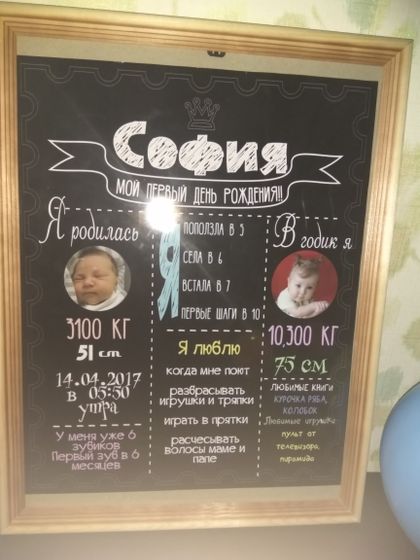 София
МОЙ ПЕРВЫЙ ДЕНЬ РОЖДЕНИЯ!!
Я родилась
3100 КГ
51 cm
14.04.2017
в 05:50
утра
У меня уже 6
зубиков
Первый зуб в 6
месяцев
Я
ПОПОЛЗЛА В 5
СЕЛА В 6
ВСТАЛА В 7
ПЕРВЫЕ ШАГИ В 10
Я люблю
когда мне поют
разбрасывать
игрушки и тряпки
играть в прятки
расчесывать
волосы маме и
папе
В годик я
10,300 КГ
75 СМ
ЛЮБИМЫЕ КНИГИ
КУРОЧКА РЯБА,
КОЛОБОК
Любимые игрушки
пульт от
телевизора,
пирамида